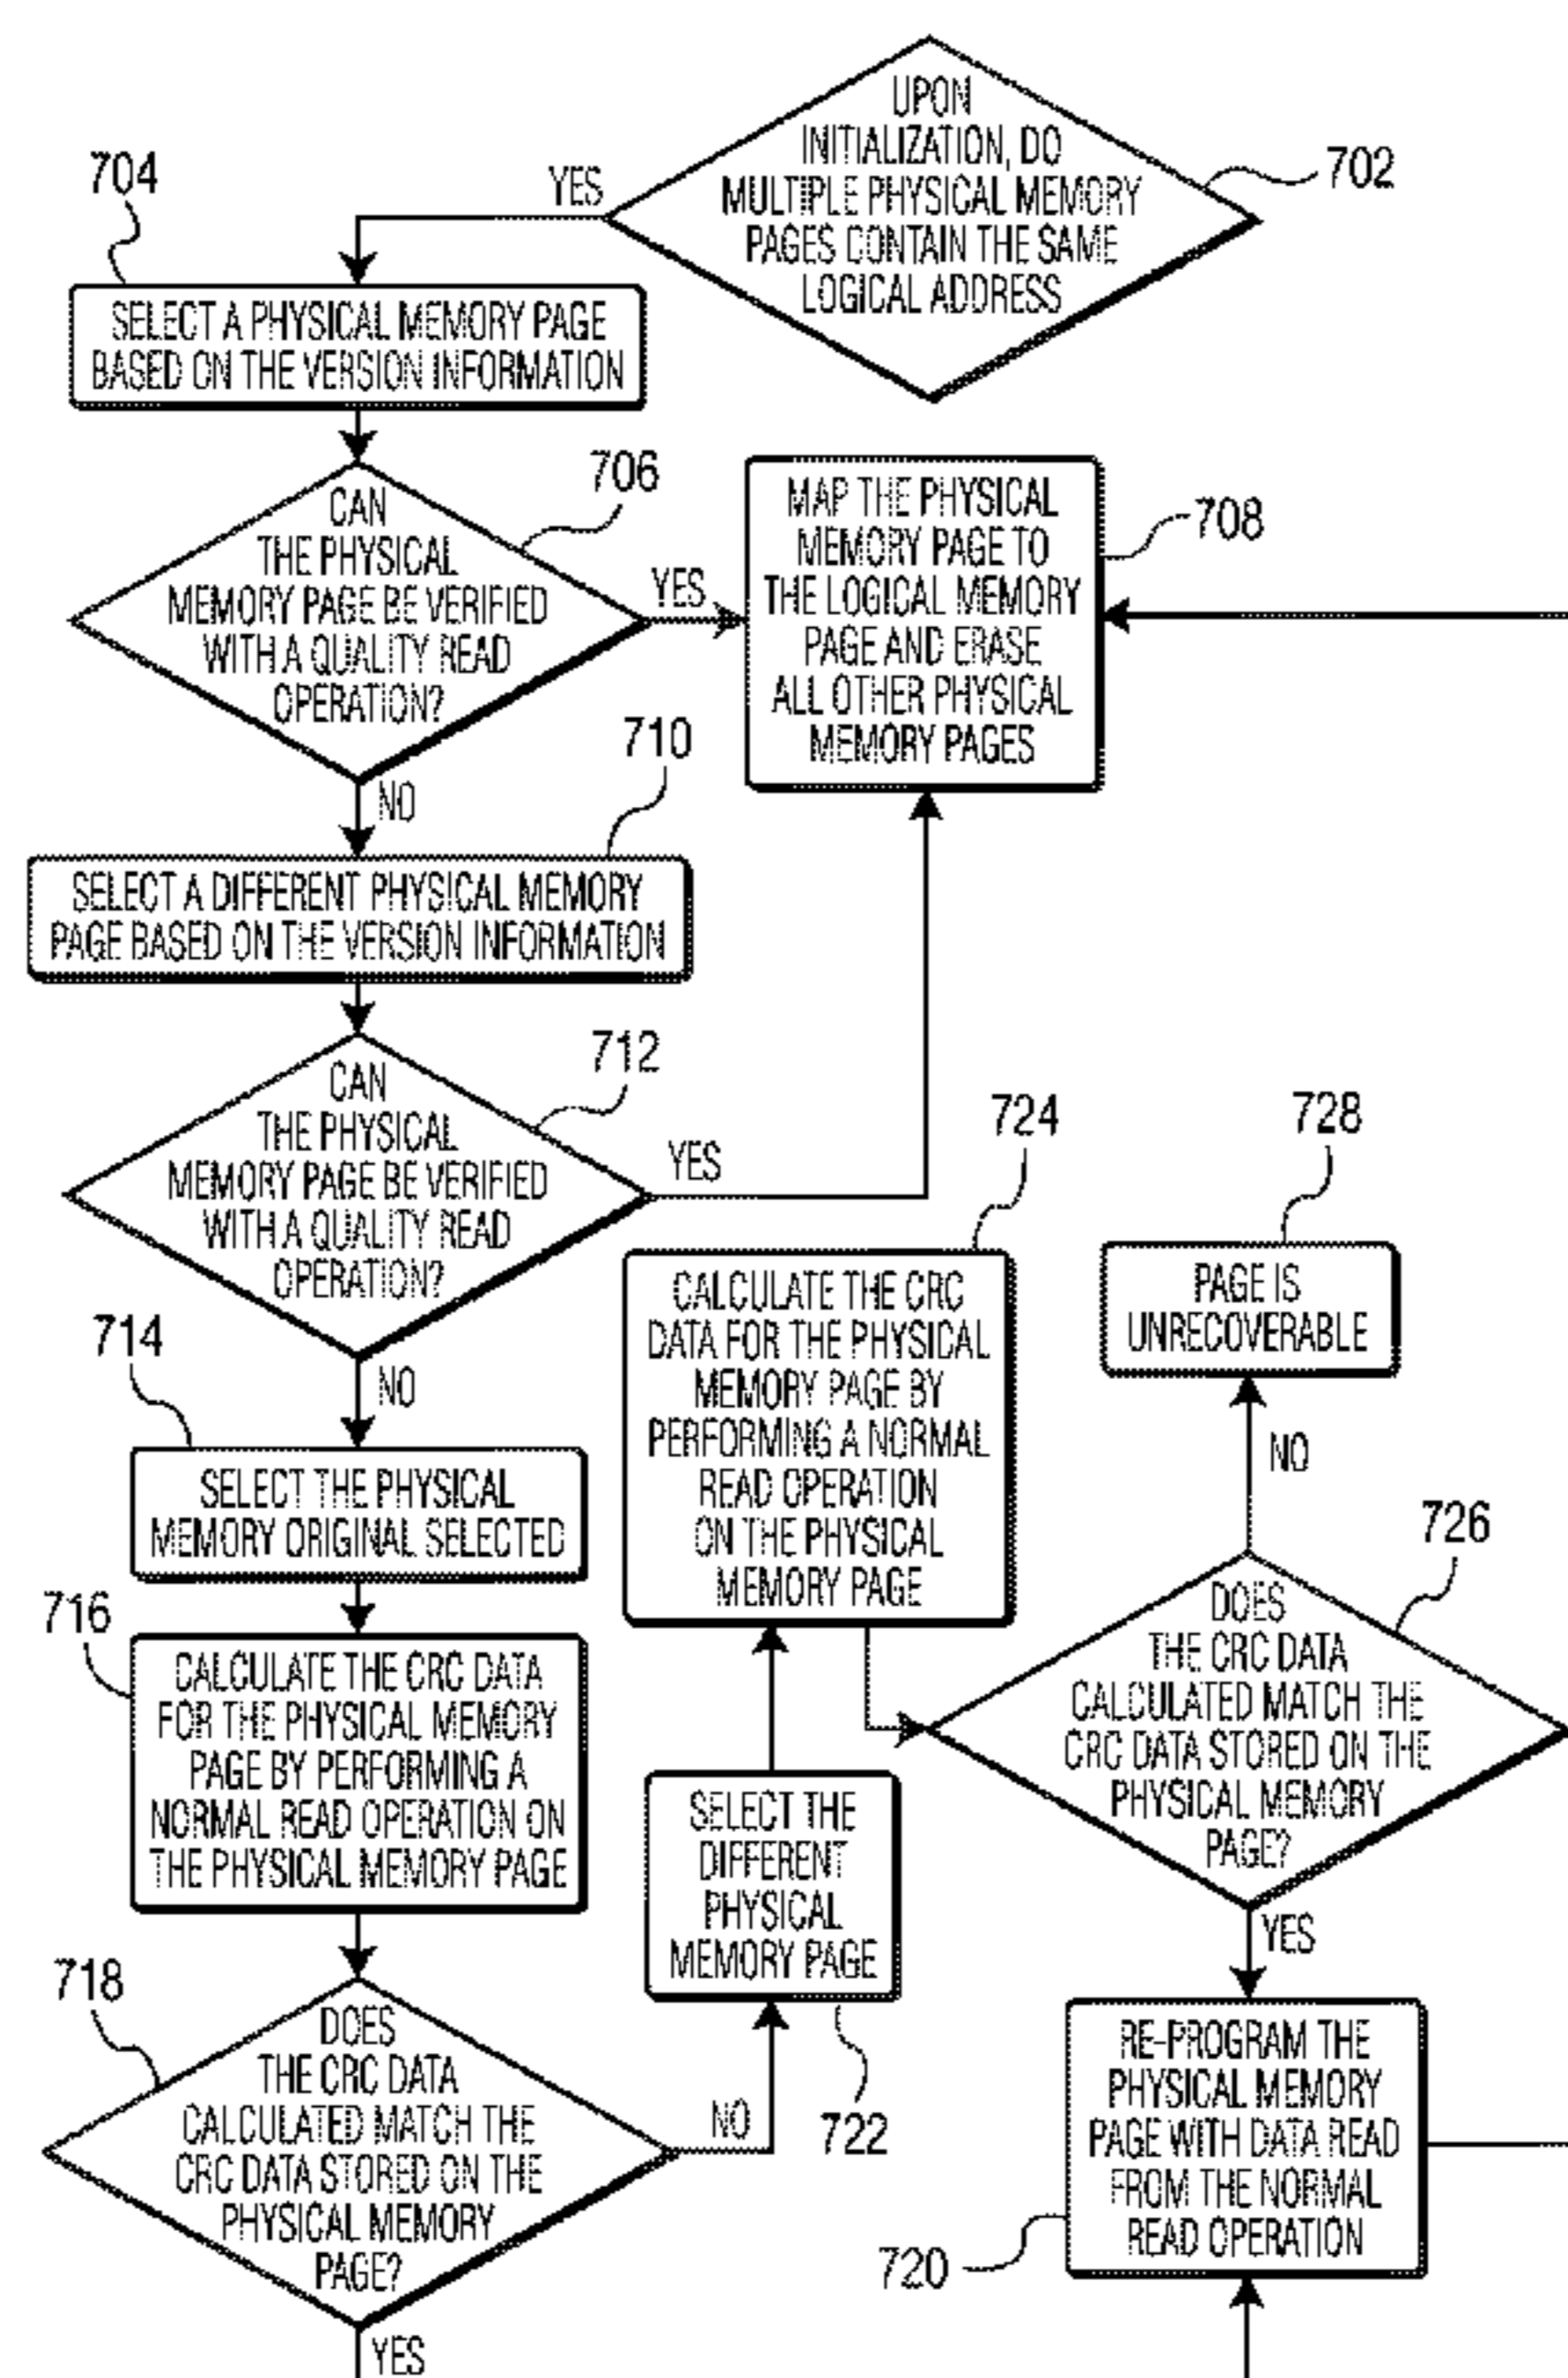 UPON
INITIALIZATION, DO
MULTIPLE PHYSICAL MEMORY
PAGES CONTAIN THE SAME
LOGICAL ADDRESS
702
YES
704
SELECT A PHYSICAL MEMORY PAGE
BASED ON THE VERSION INFORMATION
706
CAN
THE PHYSICAL
MEMORY PAGE BE VERIFIED
WITH A QUALITY READ
OPERATION?
YES
NO
MAP THE PHYSICAL
MEMORY PAGE TO
THE LOGICAL MEMORY
PAGE AND ERASE
ALL OTHER PHYSICAL
MEMORY PAGES
708
710
SELECT A DIFFERENT PHYSICAL MEMORY
PAGE BASED ON THE VERSION INFORMATION
712
CAN
THE PHYSICAL
MEMORY PAGE BE VERIFIED
WITH A QUALITY READ
OPERATION?
YES
NO
714
SELECT THE PHYSICAL
MEMORY ORIGINAL SELECTED
716
CALCULATE THE CRC DATA
FOR THE PHYSICAL MEMORY
PAGE BY PERFORMING A
NORMAL READ OPERATION ON
THE PHYSICAL MEMORY PAGE
718
DOES
THE CRC DATA
CALCULATED MATCH THE
CRC DATA STORED ON THE
PHYSICAL MEMORY
PAGE?
NO
YES
SELECT THE
DIFFERENT
PHYSICAL
MEMORY PAGE
722
724
CALCULATE THE CRC
DATA FOR THE PHYSICAL
MEMORY PAGE BY
PERFORMING A NORMAL
READ OPERATION
ON THE PHYSICAL
MEMORY PAGE
728
PAGE IS
UNRECOVERABLE
NO
726
DOES
THE CRC DATA
CALCULATED MATCH THE
CRC DATA STORED ON THE
PHYSICAL MEMORY
PAGE?
YES
RE-PROGRAM THE
PHYSICAL MEMORY
PAGE WITH DATA READ
FROM THE NORMAL
READ OPERATION
720